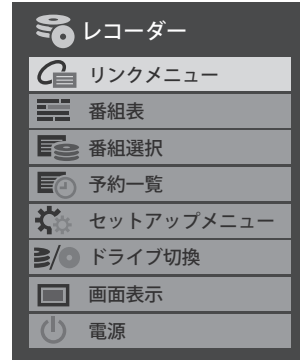 レコーダー
リンクメニュー
番組表
番組選択
予約一覧
セットアップメニュー
ドライブ切換
画面表示
電源